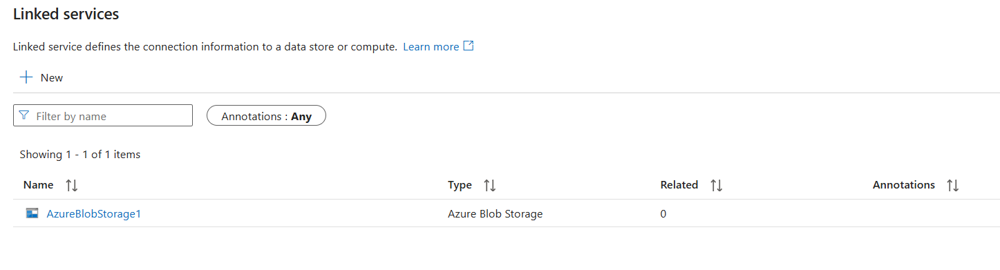 Linked services
Linked service defines the connection information to a data store or compute. Learn more
New
Filter by name
Annotations : Any
Showing 1 - 1 of 1 items
Name Type Related Annotations
AzureBlobStorage1 Azure Blob Storage 0